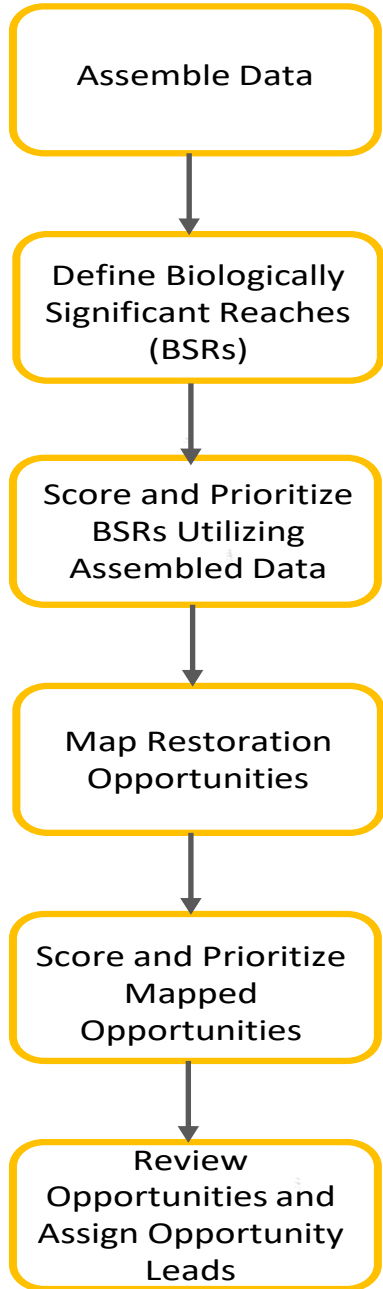 Assemble Data
Define Biologically
Significant Reaches
(BSRs)
Score and Prioritize
BSRs Utilizing
Assembled Data
Map Restoration
Opportunities
Score and Prioritize
Mapped
Opportunities
Review
Opportunities and
Assign Opportunity
Leads